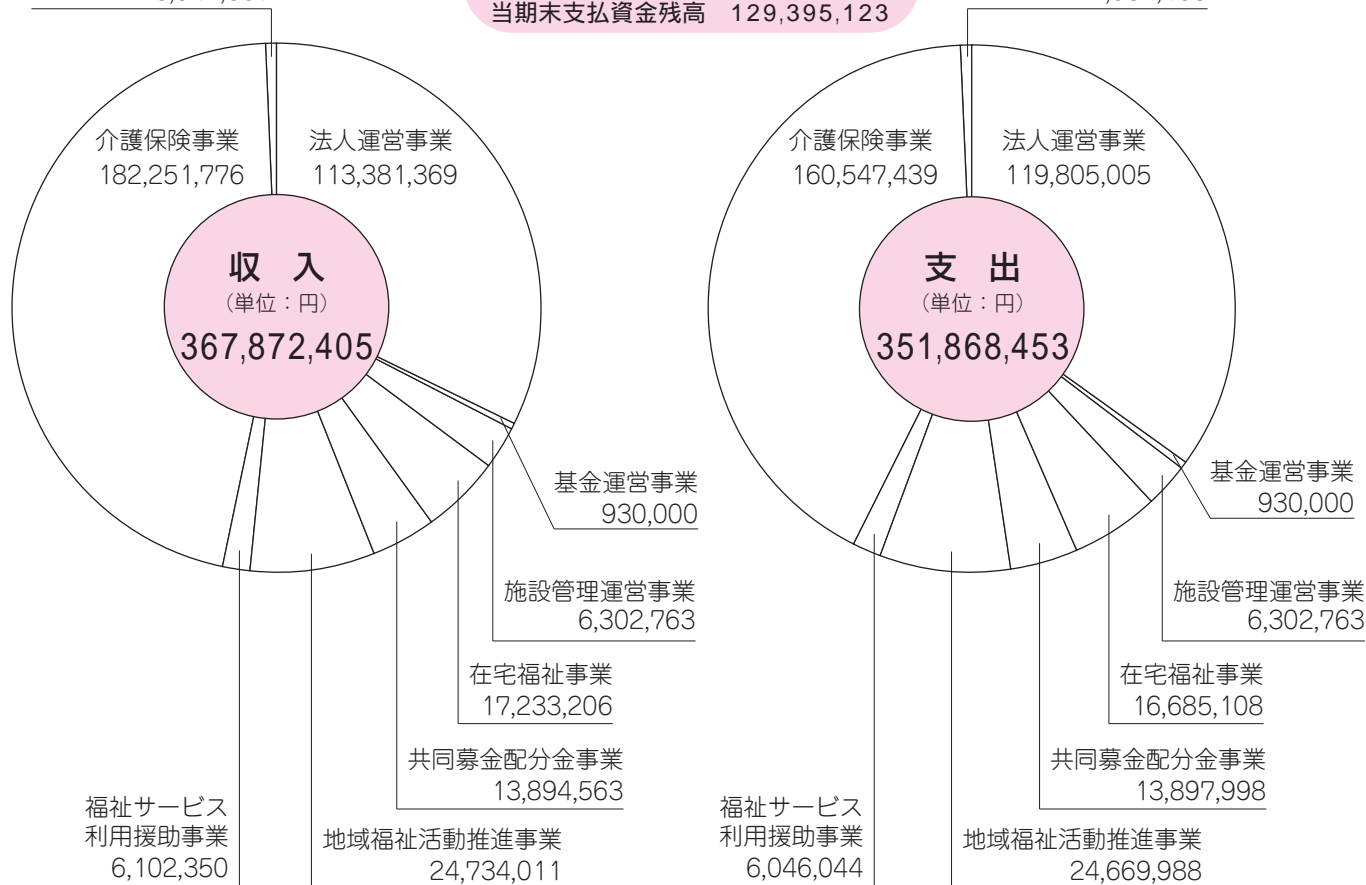 当期末支払資金残高 129,395,123
介護保険事業
182,251,776
法人運営事業
113,381,369
収 入
(単位:円)
367,872,405
基金運営事業
930,000
施設管理運営事業
6,302,763
在宅福祉事業
17,233,206
共同募金配分金事業
13,894,563
地域福祉活動推進事業
24,734,011
福祉サービス
利用援助事業
6,102,350
介護保険事業
160,547,439
法人運営事業
119,805,005
支 出
(単位:円)
351,868,453
基金運営事業
930,000
施設管理運営事業
6,302,763
在宅福祉事業
16,685,108
共同募金配分金事業
13,897,998
地域福祉活動推進事業
24,669,988
福祉サービス
利用援助事業
6,046,044